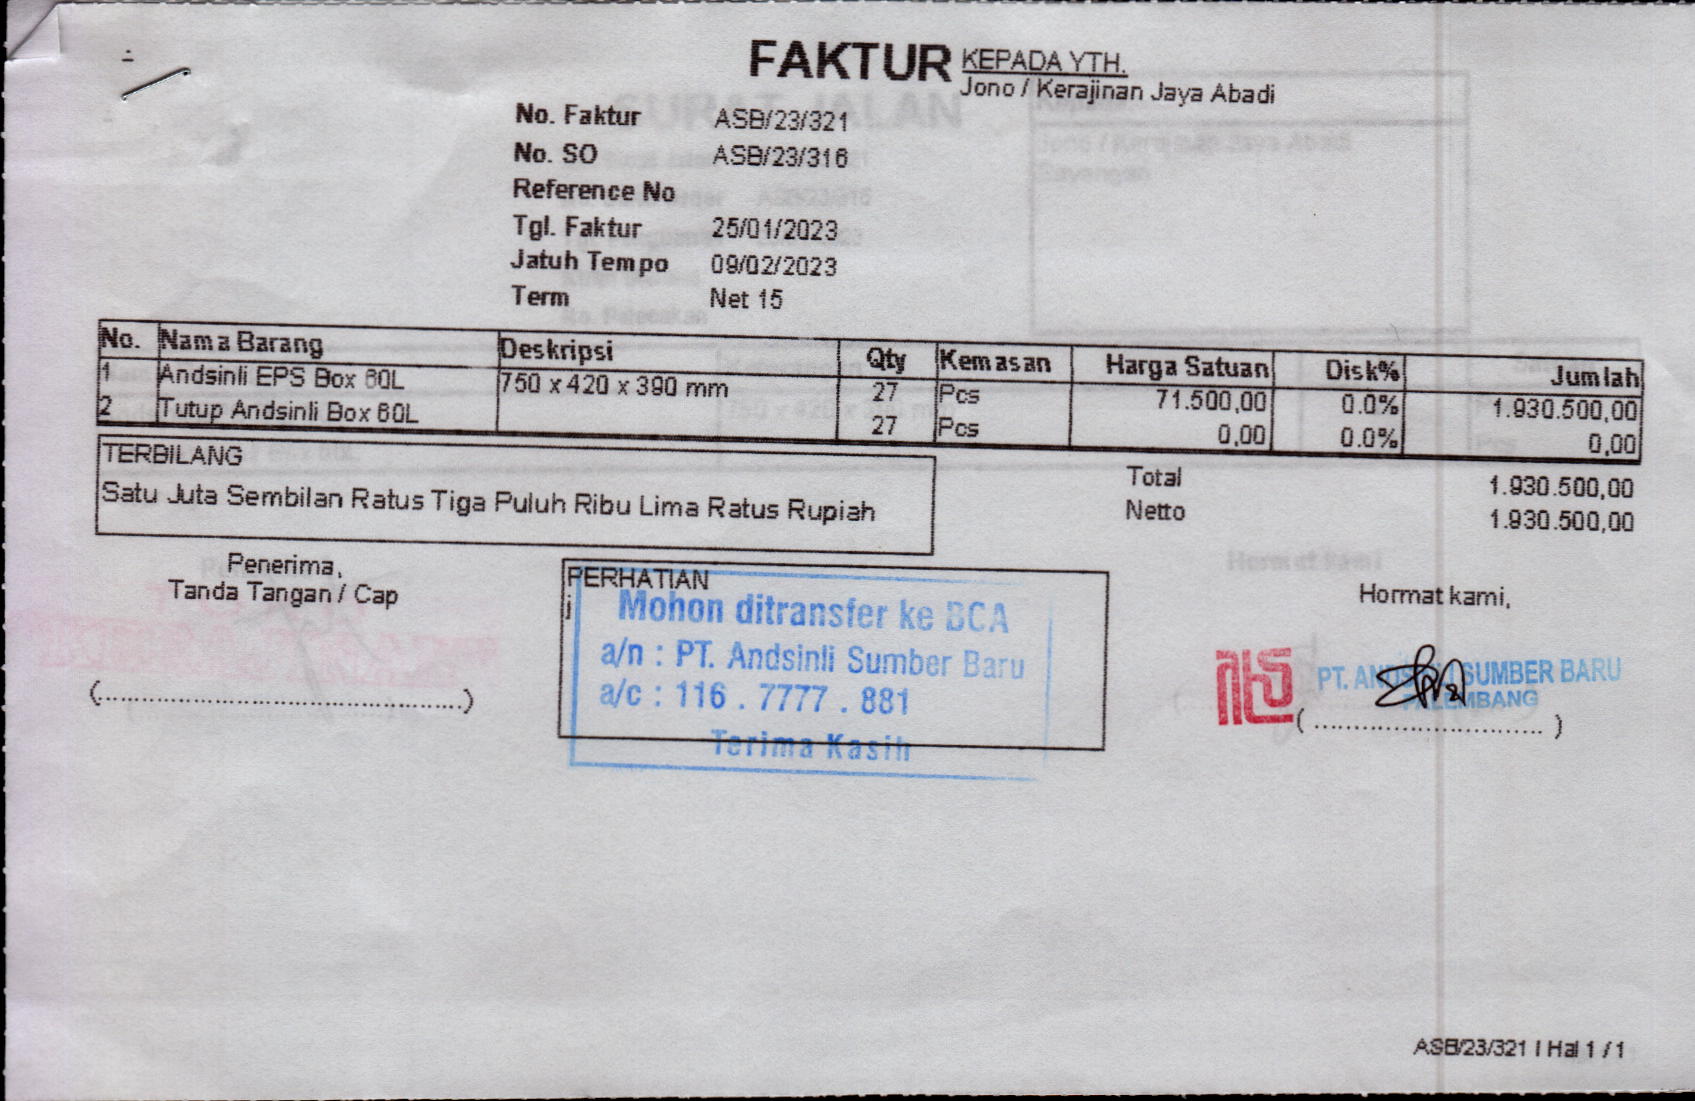 FAKTUR
KEPADA YTH.
Jono / Kerajinan Jaya Abadi
No. Faktur ASB/23/321
No. SO ASB/23/316
Reference No
Tgl. Faktur 25/01/2023
Jatuh Tempo 09/02/2023
Term Net 15
No. Nama Barang Deskripsi Qty Kemasan Harga Satuan Disk% Jumlah
1 Andsinli EPS Box 60L 750 x 420 x 390 mm 27 Pcs 71.500,00 0.0% 1.930.500,00
2 Tutup Andsinli Box 60L 27 Pcs 0,00 0.0% 0,00
TERBILANG
Satu Juta Sembilan Ratus Tiga Puluh Ribu Lima Ratus Rupiah
Total 1.930.500,00
Netto 1.930.500,00
Penerima,
Tanda Tangan / Cap
(............................................)
PERHATIAN
j
Mohon ditransfer ke BCA
a/n : PT. Andsinli Sumber Baru
a/c : 116 . 7777 . 881
Terima Kasih
Hormat kami,
PT. ANDSINLI SUMBER BARU
PALEMBANG
(............................)
ASB/23/321 | Hal 1 / 1